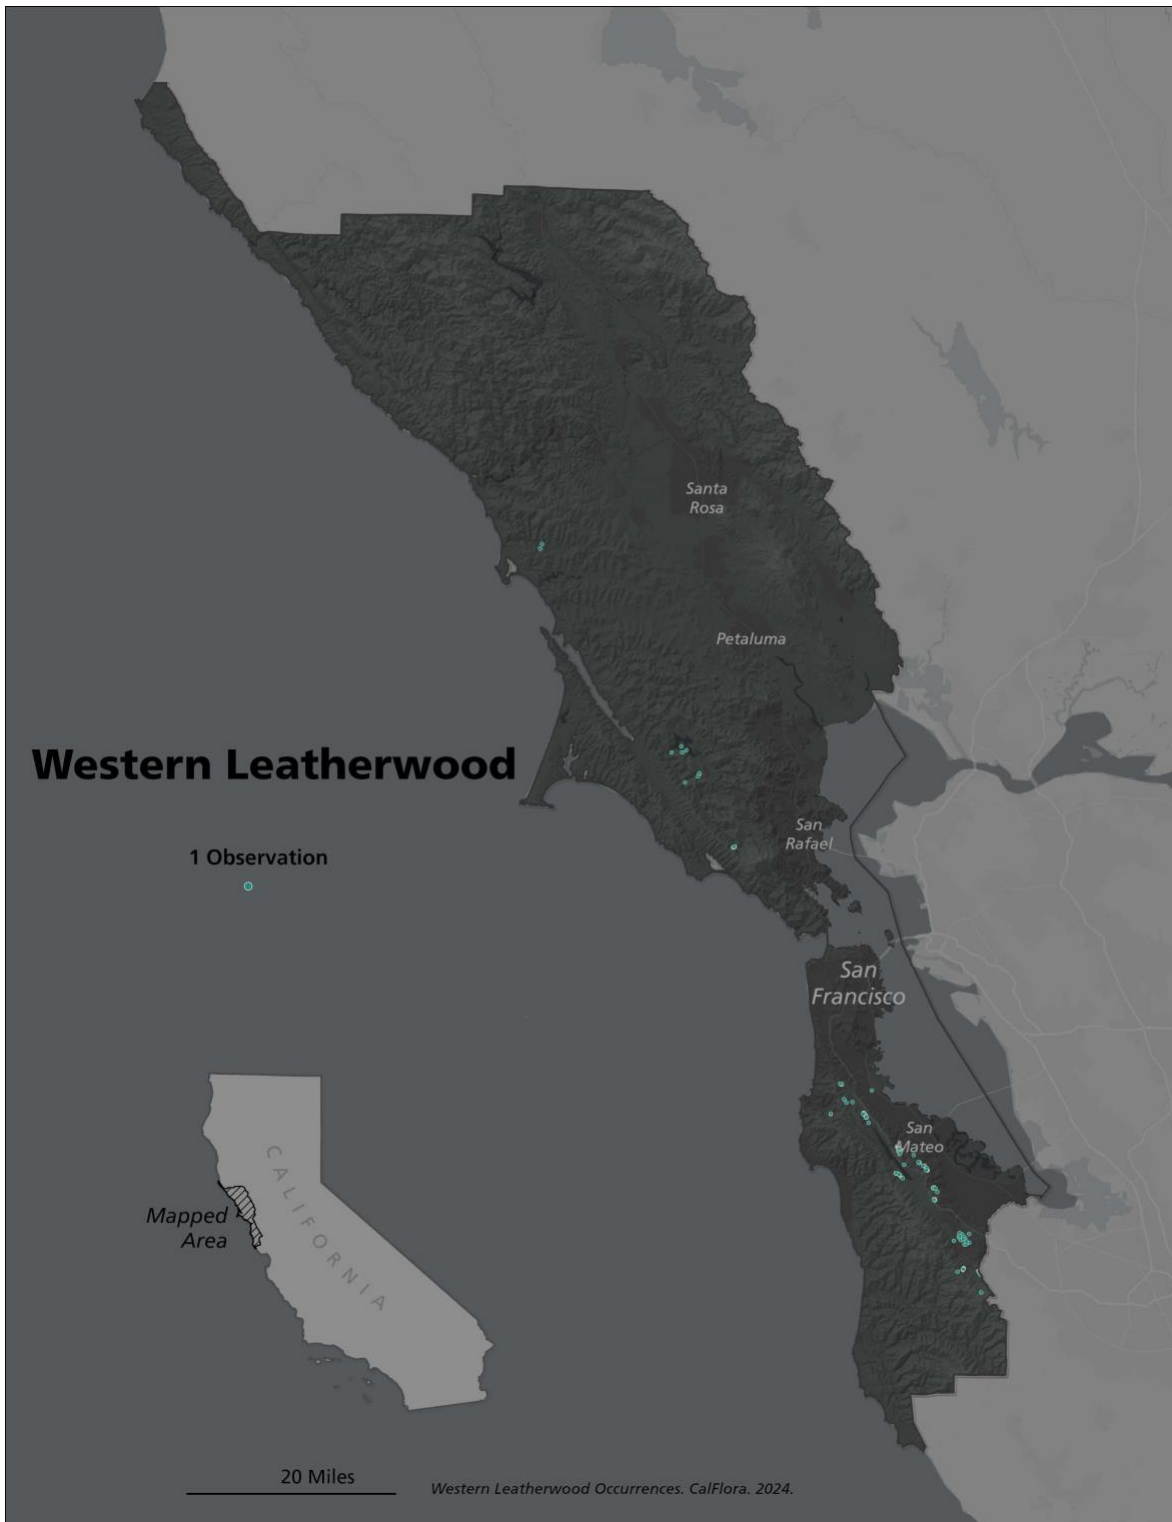 Santa
Rosa
Petaluma
Western Leatherwood
San
Rafael
1 Observation
San
Francisco
San
Mateo
CALIFORNIA
Mapped
Area
20 Miles
Western Leatherwood Occurrences. CalFlora. 2024.